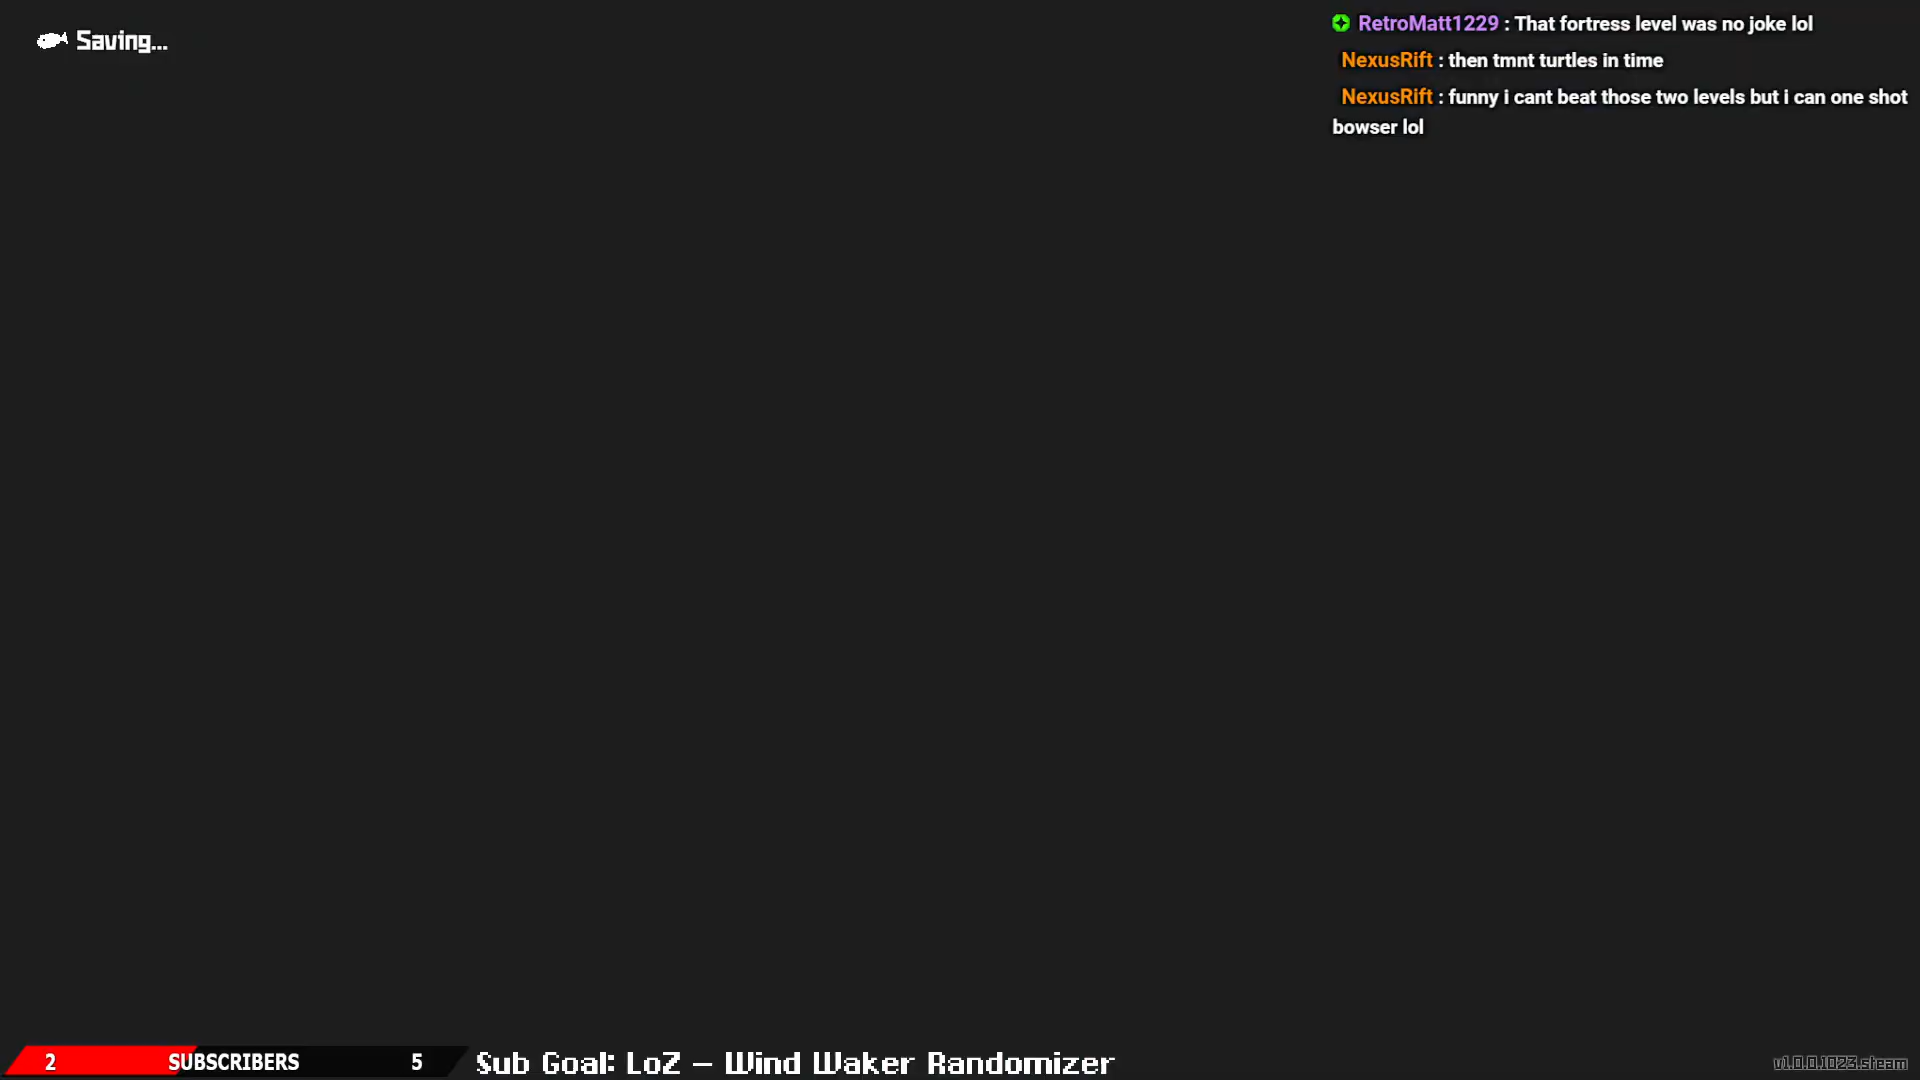 Saving...
RetroMatt1229 : That fortress level was no joke lol
NexusRift : then tmnt turtles in time
NexusRift : funny i cant beat those two levels but i can one shot
bowser lol
2 SUBSCRIBERS 5
Sub Goal: LoZ – Wind Waker Randomizer
v1.0.0.1023.steam